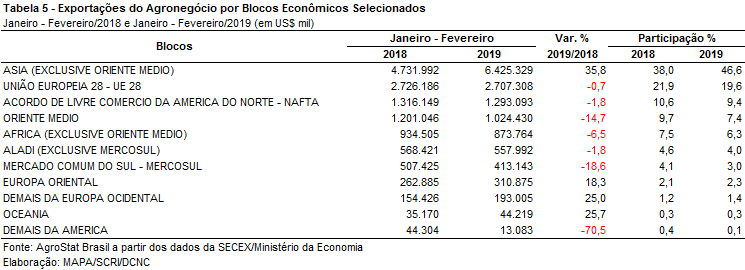 Tabela 5 - Exportações do Agronegócio por Blocos Econômicos Selecionados
Janeiro - Fevereiro/2018 e Janeiro - Fevereiro/2019 (em US$ mil)
Blocos Janeiro - Fevereiro Var. % Participação %
2018 2019 2019/2018 2018 2019
ASIA (EXCLUSIVE ORIENTE MEDIO) 4.731.992 6.425.329 35,8 38,0 46,6
UNIÃO EUROPEIA 28 - UE 28 2.726.186 2.707.308 -0,7 21,9 19,6
ACORDO DE LIVRE COMERCIO DA AMERICA DO NORTE - NAFTA 1.316.149 1.293.093 -1,8 10,6 9,4
ORIENTE MEDIO 1.201.046 1.024.430 -14,7 9,7 7,4
AFRICA (EXCLUSIVE ORIENTE MEDIO) 934.505 873.764 -6,5 7,5 6,3
ALADI (EXCLUSIVE MERCOSUL) 568.421 557.992 -1,8 4,6 4,0
MERCADO COMUM DO SUL - MERCOSUL 507.425 413.143 -18,6 4,1 3,0
EUROPA ORIENTAL 262.885 310.875 18,3 2,1 2,3
DEMAIS DA EUROPA OCIDENTAL 154.426 193.005 25,0 1,2 1,4
OCEANIA 35.170 44.219 25,7 0,3 0,3
DEMAIS DA AMERICA 44.304 13.083 -70,5 0,4 0,1
Fonte: AgroStat Brasil a partir dos dados da SECEX/Ministério da Economia
Elaboração: MAPA/SCRI/DCNC